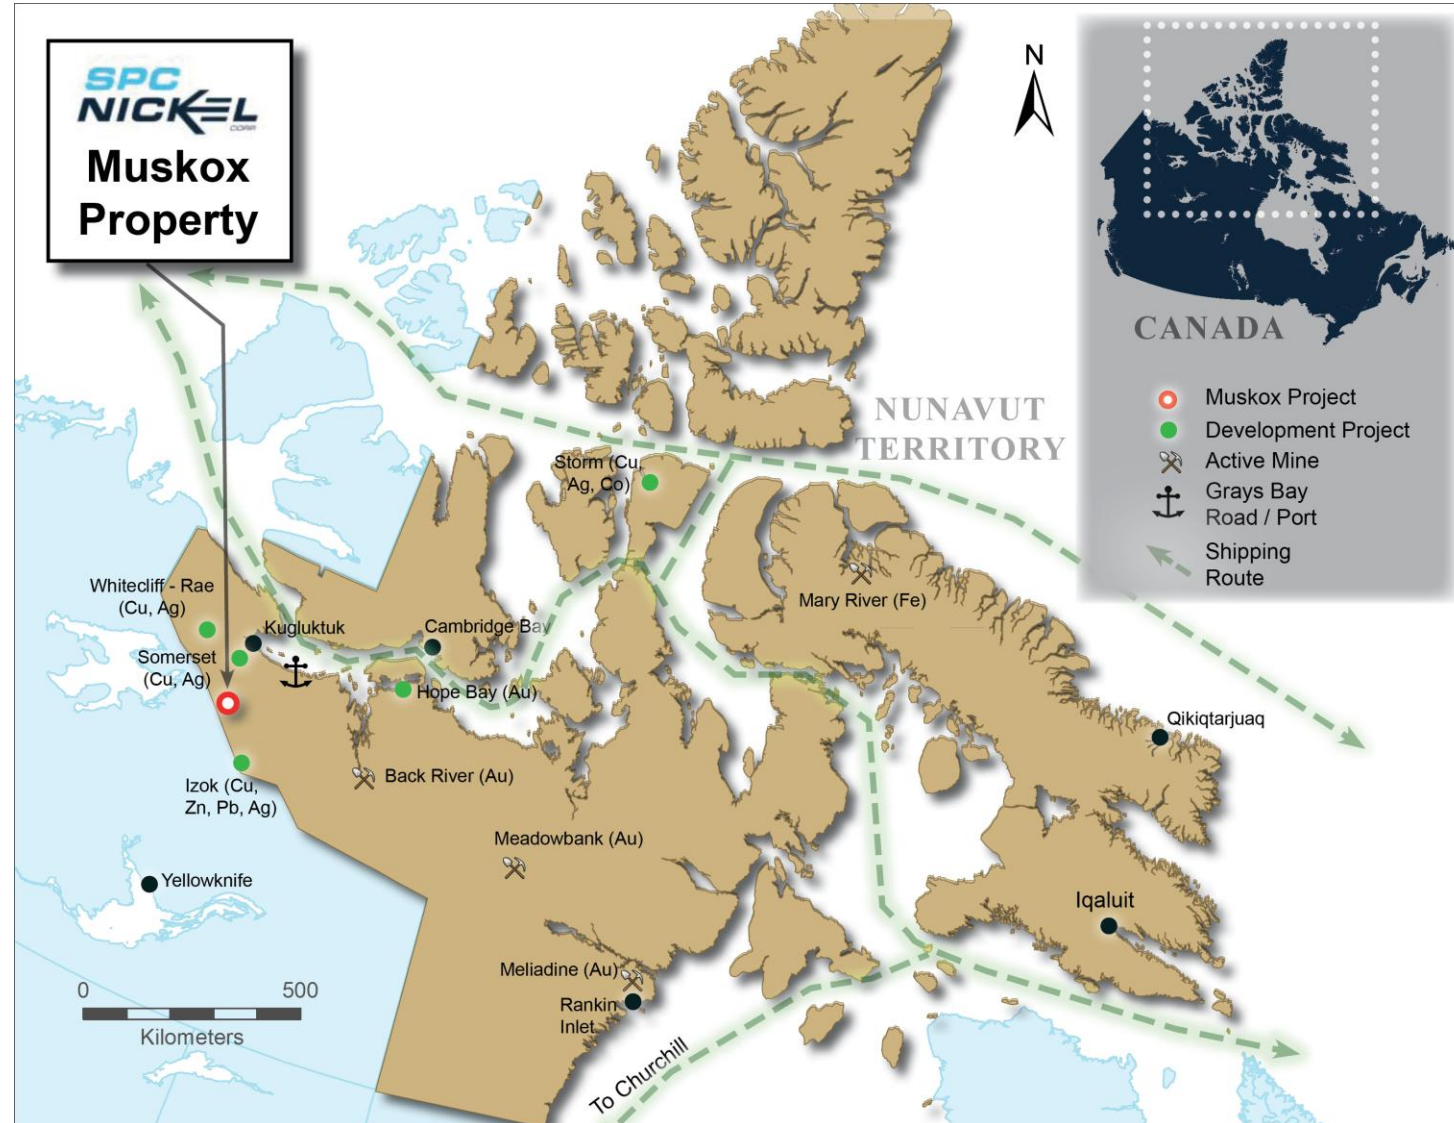 SPC
NICKEL
CORP
Muskox
Property
N
CANADA
Muskox Project
Development Project
Active Mine
Grays Bay
Road / Port
Shipping
Route
NUNAVUT
TERRITORY
Storm (Cu,
Ag, Co)
Mary River (Fe)
Whitecliff - Rae
(Cu, Ag)
Kugluktuk
Cambridge Bay
Somerset
(Cu, Ag)
Hope Bay (Au)
Qikiqtarjuaq
Izok (Cu,
Zn, Pb, Ag)
Back River (Au)
Meadowbank (Au)
Yellowknife
Iqaluit
Meliadine (Au)
Rankin
Inlet
0 500
Kilometers
To Churchill